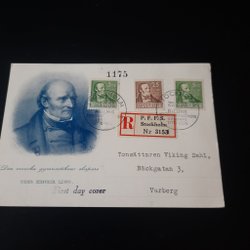 1175
STOCKHOLM
R
P. F. F:S.
Stockholm.
Nr 3153
Den svenska gymnastikens skapare
PEHR HENRIK LING.
First day cover
Tonsättaren Viking Dahl,
Bäckgatan 3,
Varberg